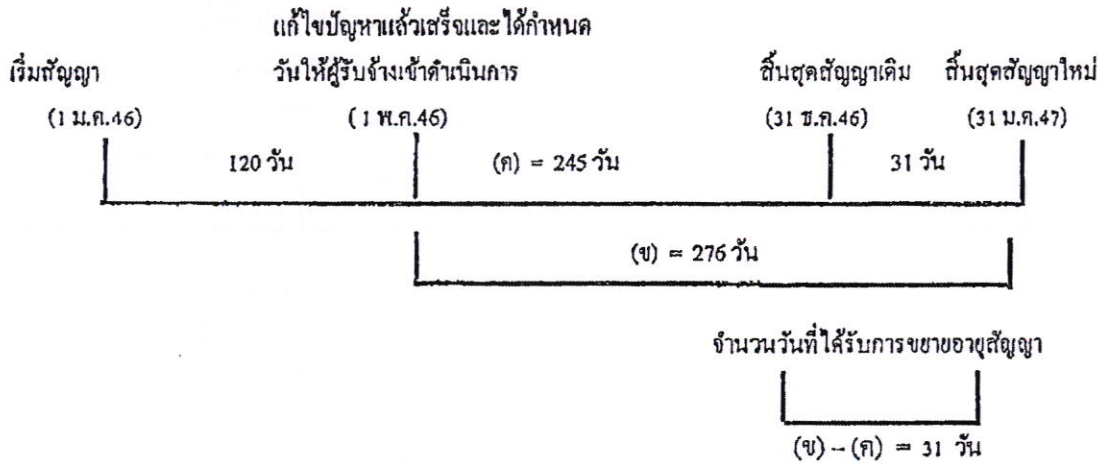 แก้ไขปัญหาแล้วเสร็จและได้กำหนด
เริ่มสัญญา วันให้ผู้รับจ้างเข้าดำเนินการ สิ้นสุดสัญญาเดิม สิ้นสุดสัญญาใหม่
(1 ม.ค.46) (1 พ.ค.46) (31 ธ.ค.46) (31 ม.ค.47)
120 วัน (ค) = 245 วัน 31 วัน
(ข) = 276 วัน
จำนวนวันที่ได้รับการขยายอายุสัญญา
(ข) – (ค) = 31 วัน